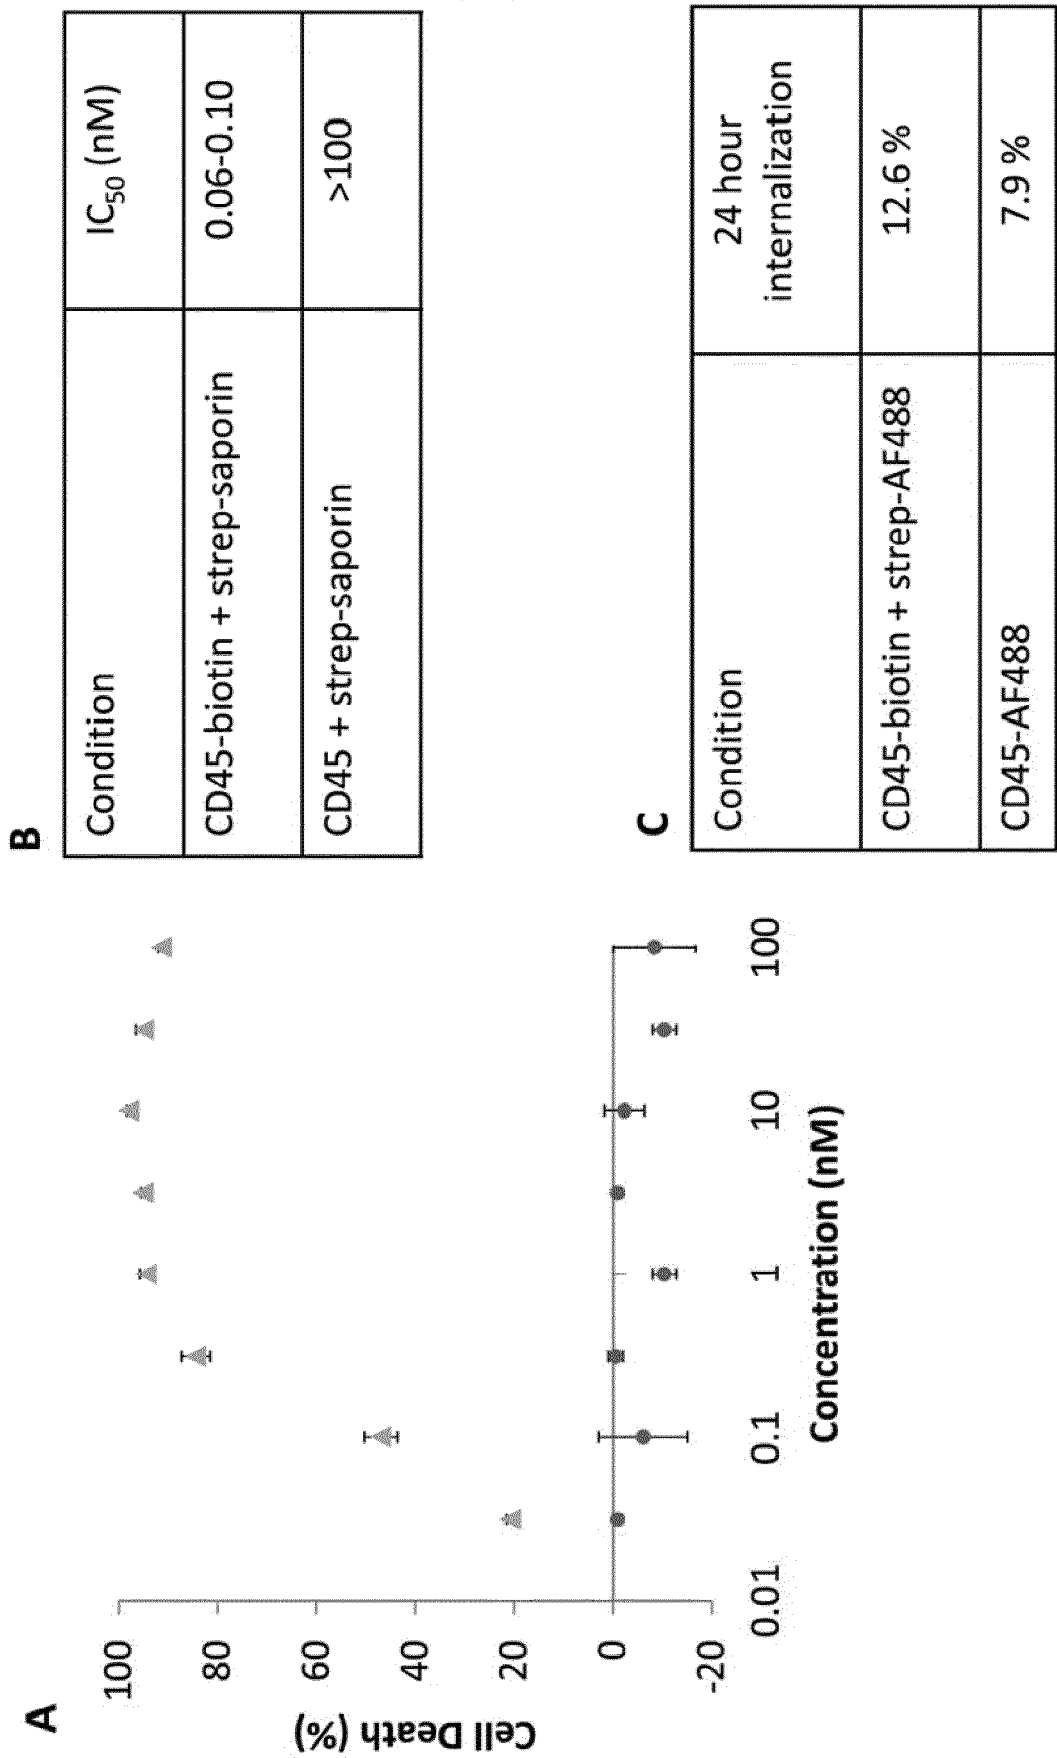 A
100
80
60
40
20
0
-20
Cell Death (%)
0.01
0.1
1
10
100
Concentration (nM)
B
Condition
IC50 (nM)
CD45-biotin + strep-saporin
0.06-0.10
CD45 + strep-saporin
>100
C
Condition
24 hour
internalization
CD45-biotin + strep-AF488
12.6 %
CD45-AF488
7.9 %